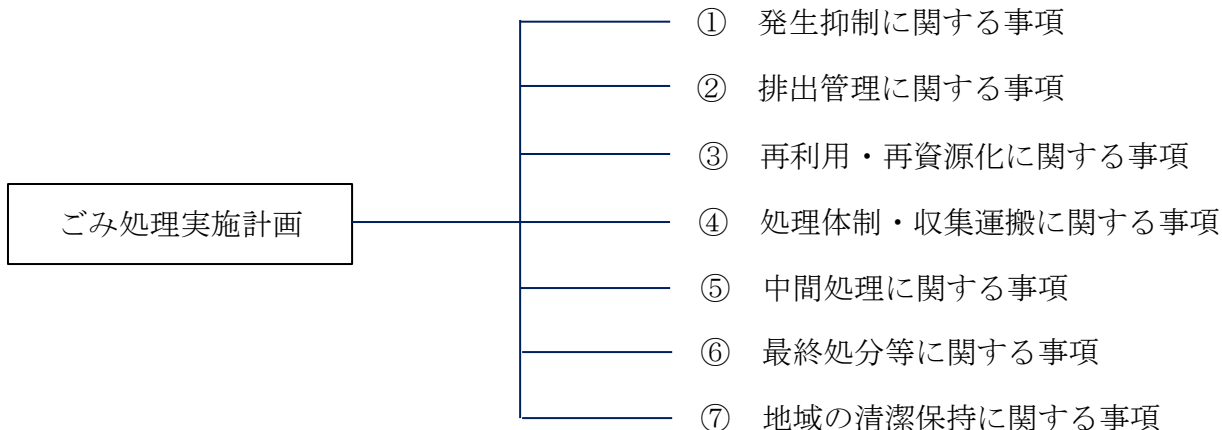 ① 発生抑制に関する事項
② 排出管理に関する事項
③ 再利用・再資源化に関する事項
ごみ処理実施計画
④ 処理体制・収集運搬に関する事項
⑤ 中間処理に関する事項
⑥ 最終処分等に関する事項
⑦ 地域の清潔保持に関する事項